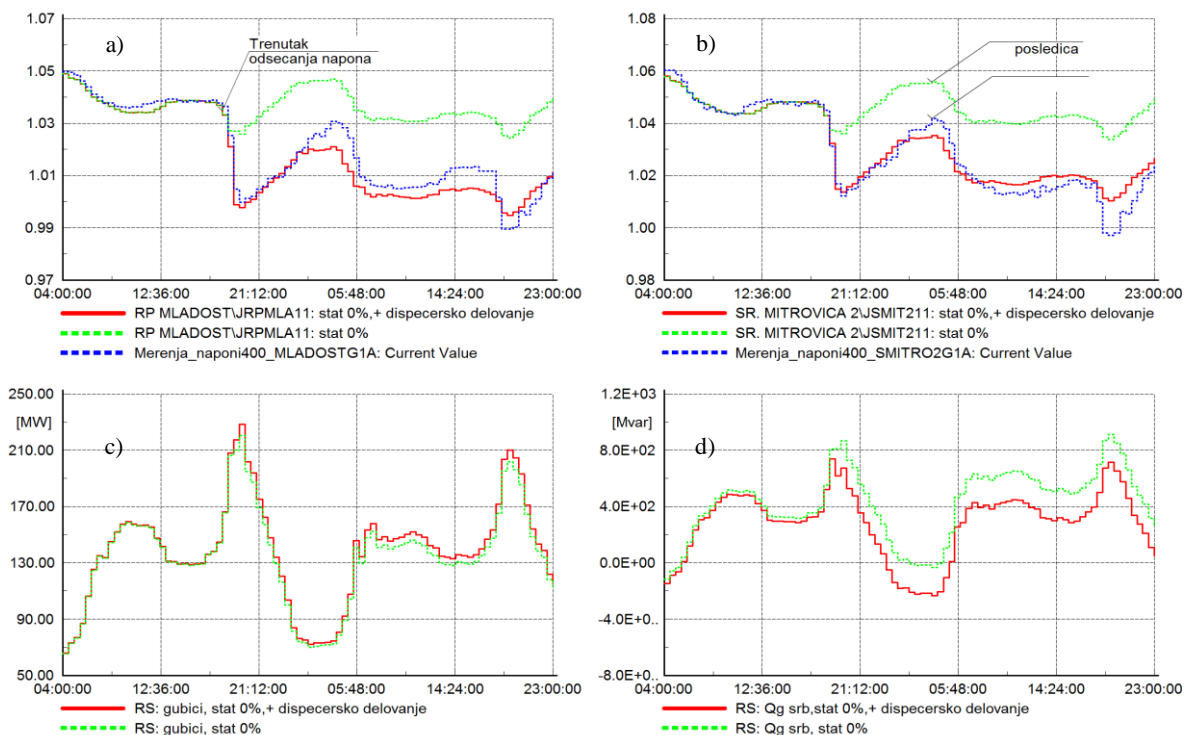 1.07
1.05
1.03
1.01
0.99
0.97
a)
Trenutak
odsecanja napona
04:00:00 12:36:00 21:12:00 05:48:00 14:24:00 23:00:00
RP MLADOST\JRPMLA11: stat 0%,+ dispecersko delovanje
RP MLADOST\JRPMLA11: stat 0%
Merenja_naponi400_MLADOSTG1A: Current Value
1.08
1.06
1.04
1.02
1.00
0.98
b)
posledica
04:00:00 12:36:00 21:12:00 05:48:00 14:24:00 23:00:00
SR. MITROVICA 2\JSMIT211: stat 0%,+ dispecersko delovanje
SR. MITROVICA 2\JSMIT211: stat 0%
Merenja_naponi400_SMITRO2G1A: Current Value
250.00
[MW]
210.00
170.00
130.00
90.00
50.00
c)
04:00:00 12:36:00 21:12:00 05:48:00 14:24:00 23:00:00
RS: gubici, stat 0%,+ dispecersko delovanje
RS: gubici, stat 0%
1.2E+03
[Mvar]
8.0E+02
4.0E+02
0.0E+00
-4.0E+0..
-8.0E+0..
d)
04:00:00 12:36:00 21:12:00 05:48:00 14:24:00 23:00:00
RS: Qg srb,stat 0%,+ dispecersko delovanje
RS: Qg srb, stat 0%